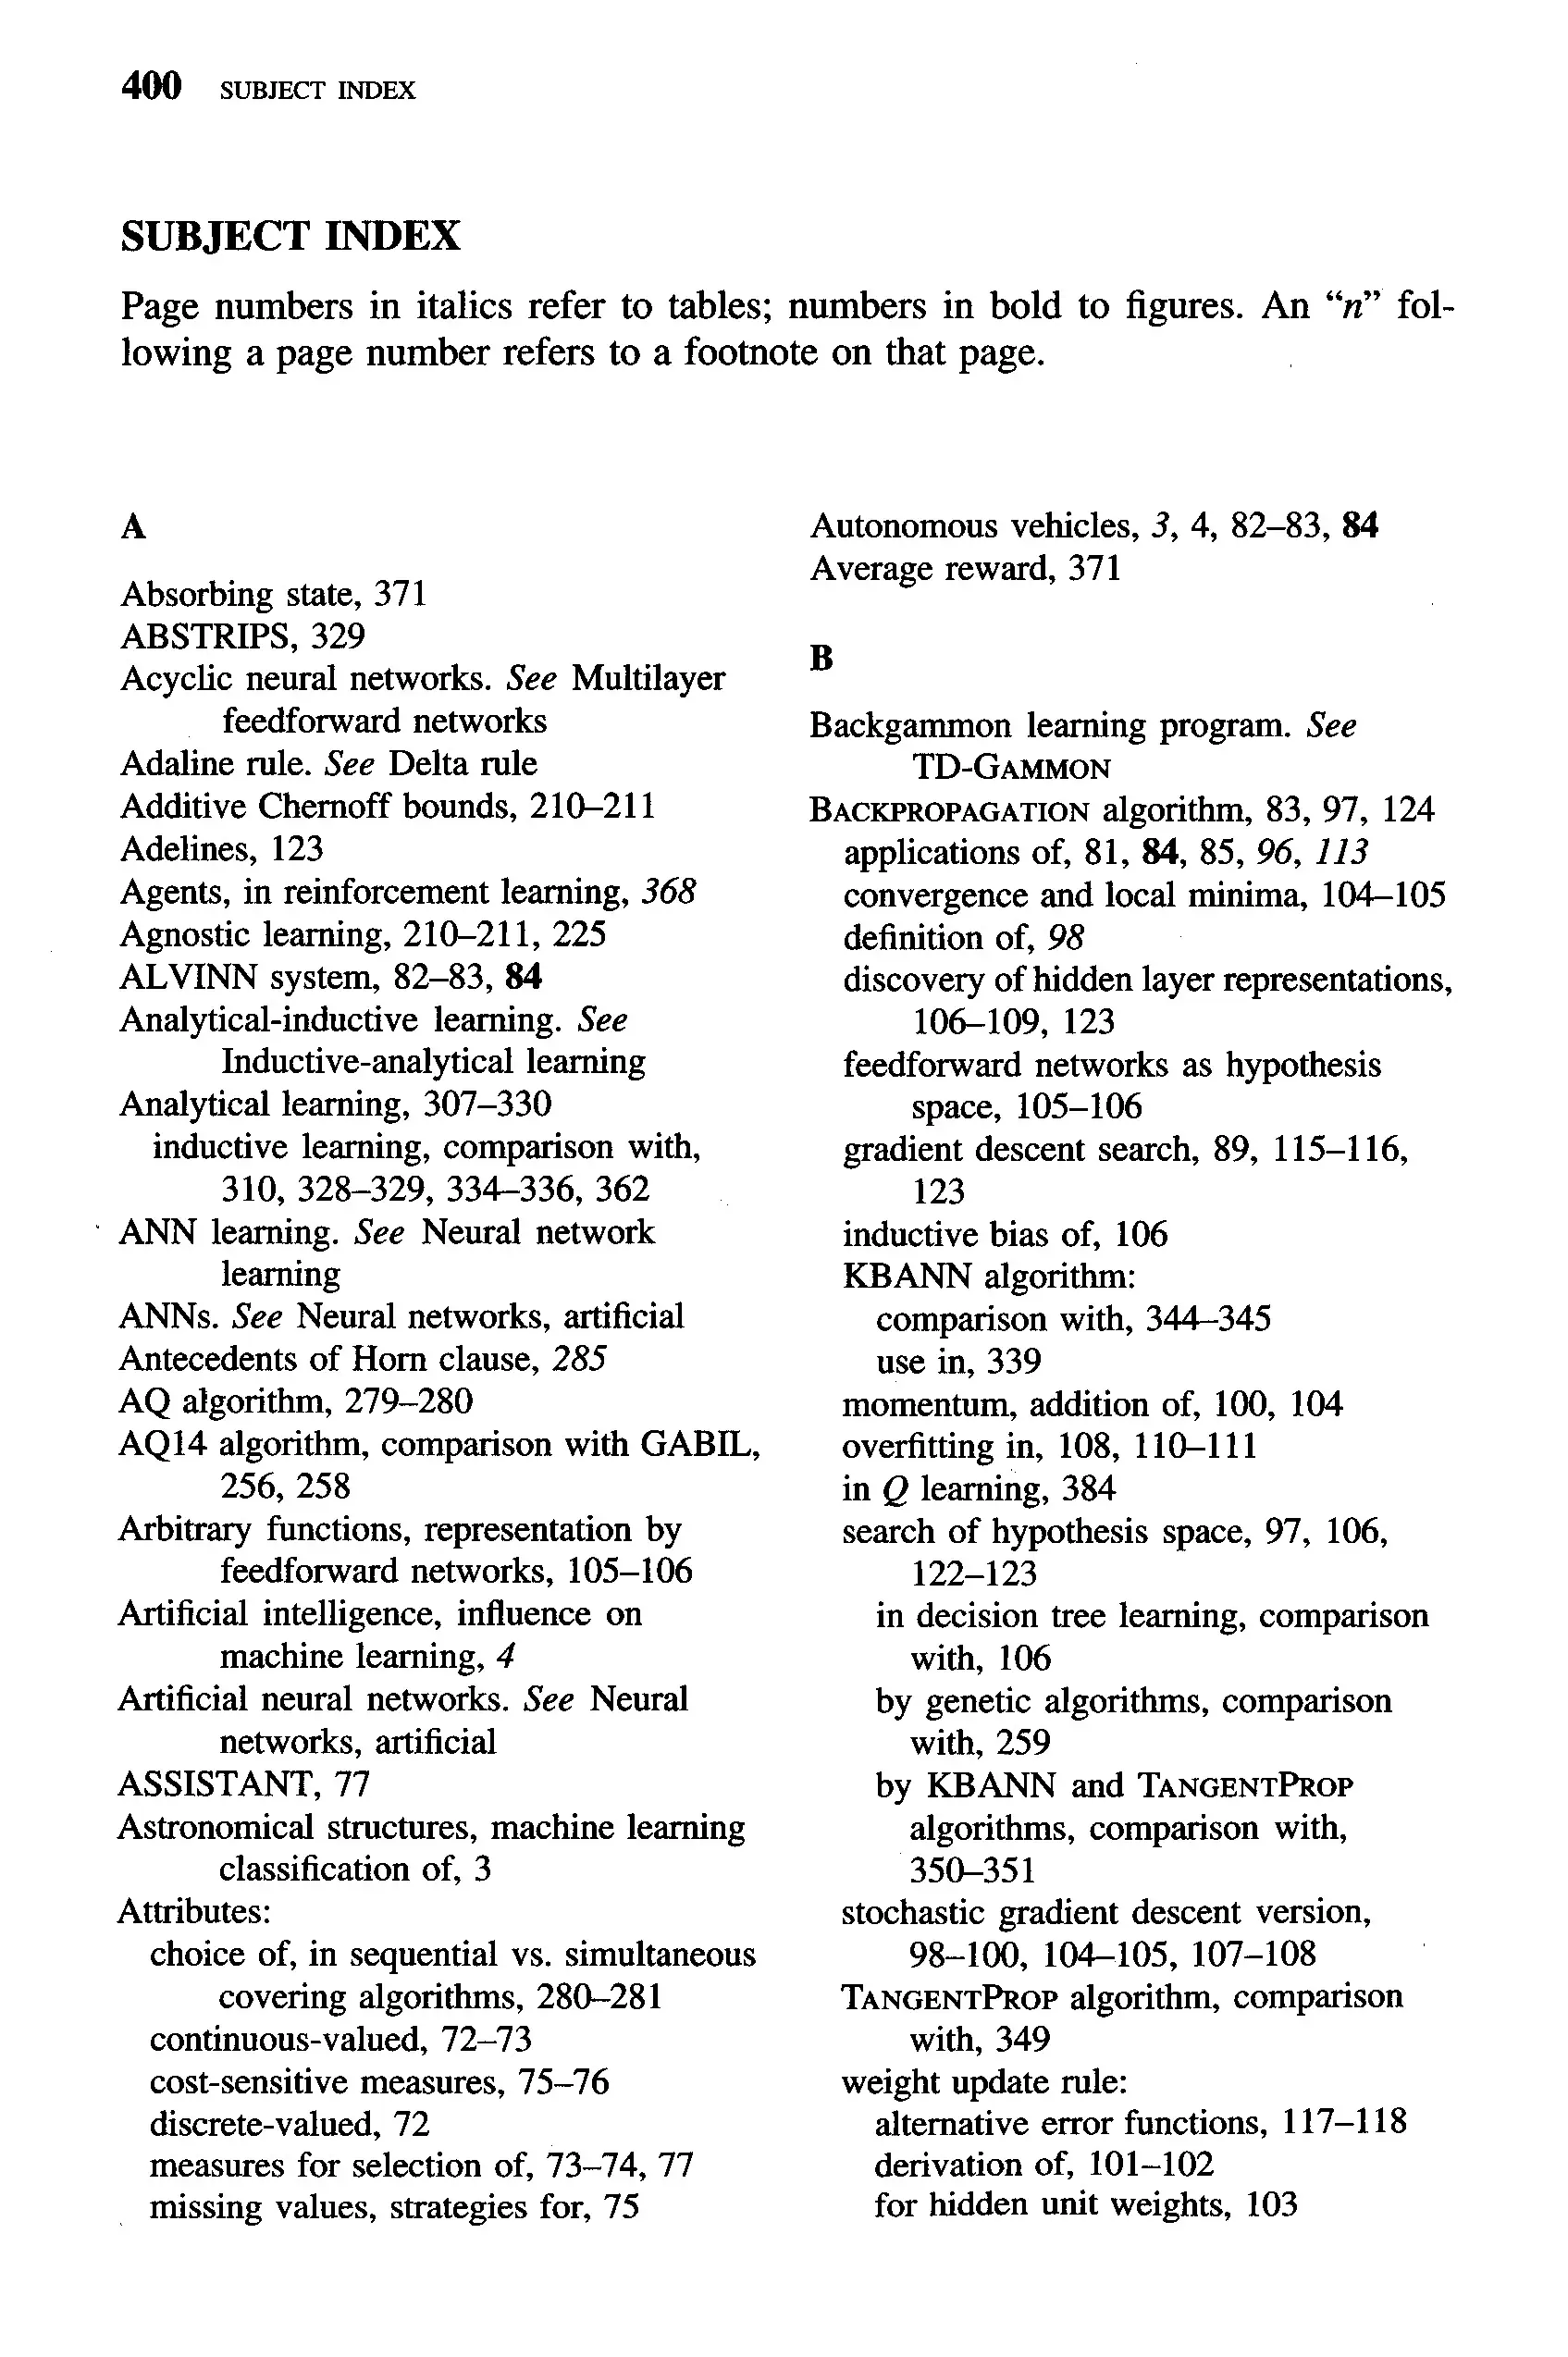 400 SUBJECT INDEX
SUBJECT INDEX
Page numbers in italics refer to tables; numbers in bold to figures. An “n” fol-
lowing a page number refers to a footnote on that page.
A
Absorbing state, 371
ABSTRIPS, 329
Acyclic neural networks. See Multilayer
feedforward networks
Adaline rule. See Delta rule
Additive Chernoff bounds, 210–211
Adelines, 123
Agents, in reinforcement learning, 368
Agnostic learning, 210–211, 225
ALVINN system, 82–83, 84
Analytical-inductive learning. See
Inductive-analytical learning
Analytical learning, 307–330
inductive learning, comparison with,
310, 328–329, 334–336, 362
ANN learning. See Neural network
learning
ANNs. See Neural networks, artificial
Antecedents of Horn clause, 285
AQ algorithm, 279–280
AQ14 algorithm, comparison with GABIL,
256, 258
Arbitrary functions, representation by
feedforward networks, 105–106
Artificial intelligence, influence on
machine learning, 4
Artificial neural networks. See Neural
networks, artificial
ASSISTANT, 77
Astronomical structures, machine learning
classification of, 3
Attributes:
choice of, in sequential vs. simultaneous
covering algorithms, 280–281
continuous-valued, 72–73
cost-sensitive measures, 75–76
discrete-valued, 72
measures for selection of, 73–74, 77
missing values, strategies for, 75
Autonomous vehicles, 3, 4, 82–83, 84
Average reward, 371
B
Backgammon learning program. See
TD-GAMMON
BACKPROPAGATION algorithm, 83, 97, 124
applications of, 81, 84, 85, 96, 113
convergence and local minima, 104–105
definition of, 98
discovery of hidden layer representations,
106–109, 123
feedforward networks as hypothesis
space, 105–106
gradient descent search, 89, 115–116,
123
inductive bias of, 106
KBANN algorithm:
comparison with, 344–345
use in, 339
momentum, addition of, 100, 104
overfitting in, 108, 110–111
in Q learning, 384
search of hypothesis space, 97, 106,
122–123
in decision tree learning, comparison
with, 106
by genetic algorithms, comparison
with, 259
by KBANN and TANGENTPROP
algorithms, comparison with,
350–351
stochastic gradient descent version,
98–100, 104–105, 107–108
TANGENTPROP algorithm, comparison
with, 349
weight update rule:
alternative error functions, 117–118
derivation of, 101–102
for hidden unit weights, 103